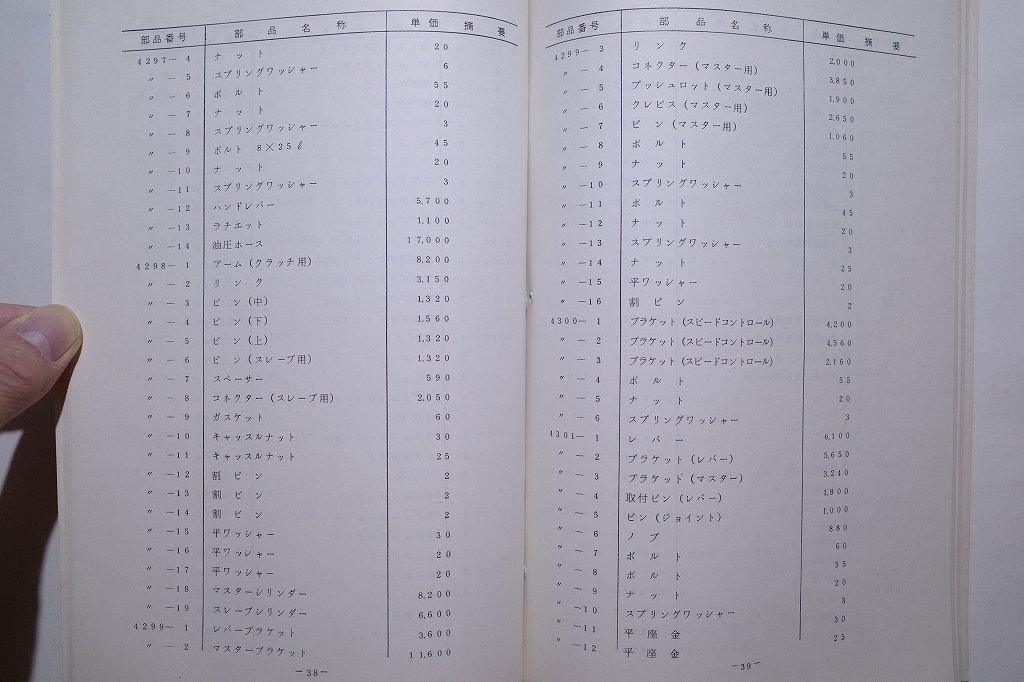 部品番号 部品名称 単価 摘要
4297-4 ナット 20
〃 -5 スプリングワッシャー 6
〃 -6 ボルト 55
〃 -7 ナット 20
〃 -8 スプリングワッシャー 3
〃 -9 ボルト 8×25ℓ 45
〃 -10 ナット 20
〃 -11 スプリングワッシャー 3
〃 -12 ハンドレバー 5,700
〃 -13 ラチエット 1,100
〃 -14 油圧ホース 17,000
4298-1 アーム(クラッチ用) 8,200
〃 -2 リンク 3,150
〃 -3 ピン(中) 1,320
〃 -4 ピン(下) 1,560
〃 -5 ピン(上) 1,320
〃 -6 ピン(スレーブ用) 1,320
〃 -7 スペーサー 590
〃 -8 コネクター(スレーブ用) 2,050
〃 -9 ガスケット 60
〃 -10 キャッスルナット 30
〃 -11 キャッスルナット 25
〃 -12 割ピン 2
〃 -13 割ピン 2
〃 -14 割ピン 2
〃 -15 平ワッシャー 30
〃 -16 平ワッシャー 20
〃 -17 平ワッシャー 20
〃 -18 マスターシリンダー 8,200
〃 -19 スレーブシリンダー 6,600
4299-1 レバーブラケット 3,600
〃 -2 マスターブラケット 11,600
-38-
部品番号 部品名称 単価 摘要
4299-3 リンク 2,000
〃 -4 コネクター(マスター用) 3,850
〃 -5 プッシュロット(マスター用) 1,900
〃 -6 クレビス(マスター用) 2,650
〃 -7 ピン(マスター用) 1,060
〃 -8 ボルト 55
〃 -9 ナット 20
〃 -10 スプリングワッシャー 3
〃 -11 ボルト 45
〃 -12 ナット 20
〃 -13 スプリングワッシャー 3
〃 -14 ナット 25
〃 -15 平ワッシャー 20
〃 -16 割ピン 2
4300-1 ブラケット(スピードコントロール) 4,200
〃 -2 ブラケット(スピードコントロール) 4,560
〃 -3 ブラケット(スピードコントロール) 2,160
〃 -4 ボルト 55
〃 -5 ナット 20
〃 -6 スプリングワッシャー 3
4301-1 レバー 6,100
〃 -2 ブラケット(レバー) 5,650
〃 -3 ブラケッド(マスター) 3,240
〃 -4 取付ピン(レバー) 1,800
〃 -5 ピン(ジョイント) 1,000
〃 -6 ノブ 880
〃 -7 ボルト 60
〃 -8 ボルト 55
〃 -9 ナット 20
〃 -10 スプリングワッシャー 3
〃 -11 平座金 30
〃 -12 平座金 25
-39-